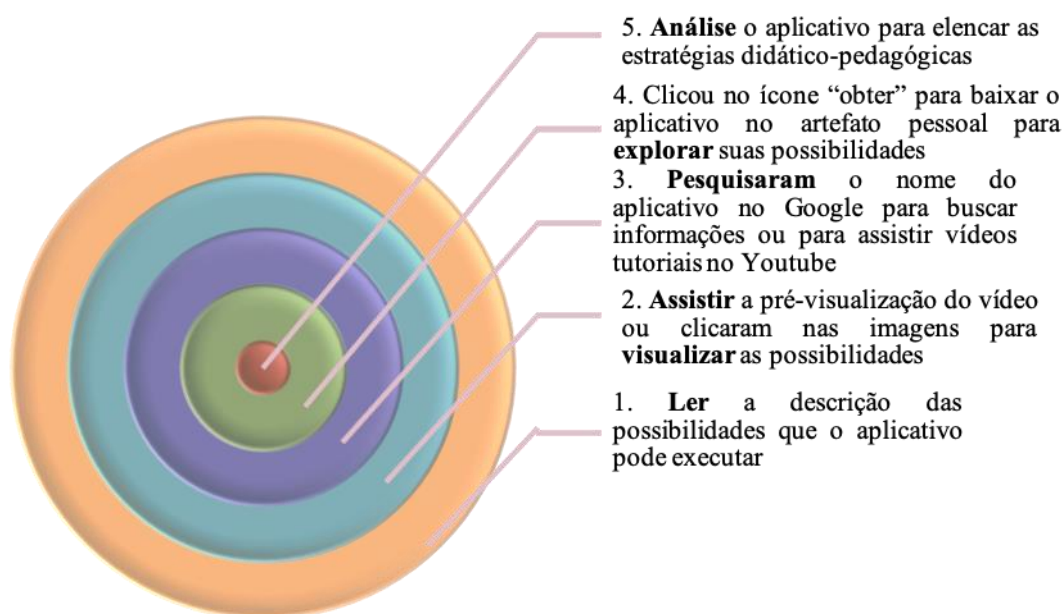 5. Análise o aplicativo para elencar as
estratégias didático-pedagógicas
4. Clicou no ícone “obter” para baixar o
aplicativo no artefato pessoal para
explorar suas possibilidades
3. Pesquisaram o nome do
aplicativo no Google para buscar
informações ou para assistir vídeos
tutoriais no Youtube
2. Assistir a pré-visualização do vídeo
ou clicaram nas imagens para
visualizar as possibilidades
1. Ler a descrição das
possibilidades que o aplicativo
pode executar